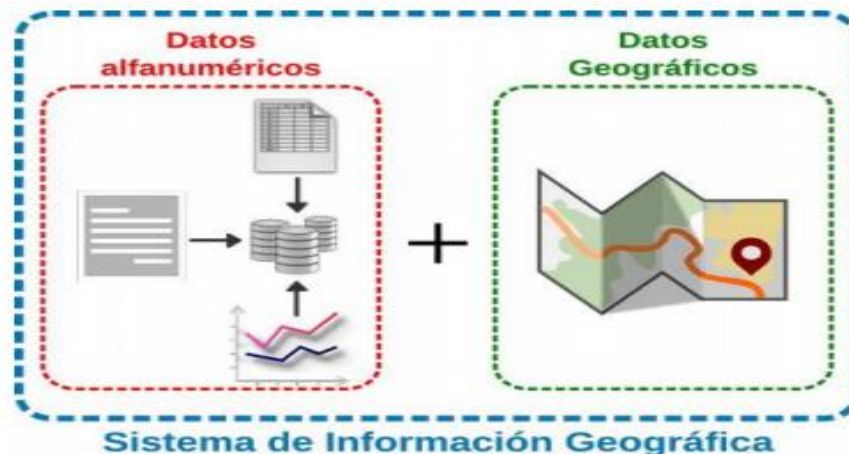 Datos
alfanuméricos
Datos
Geográficos
Sistema de Información Geográfica